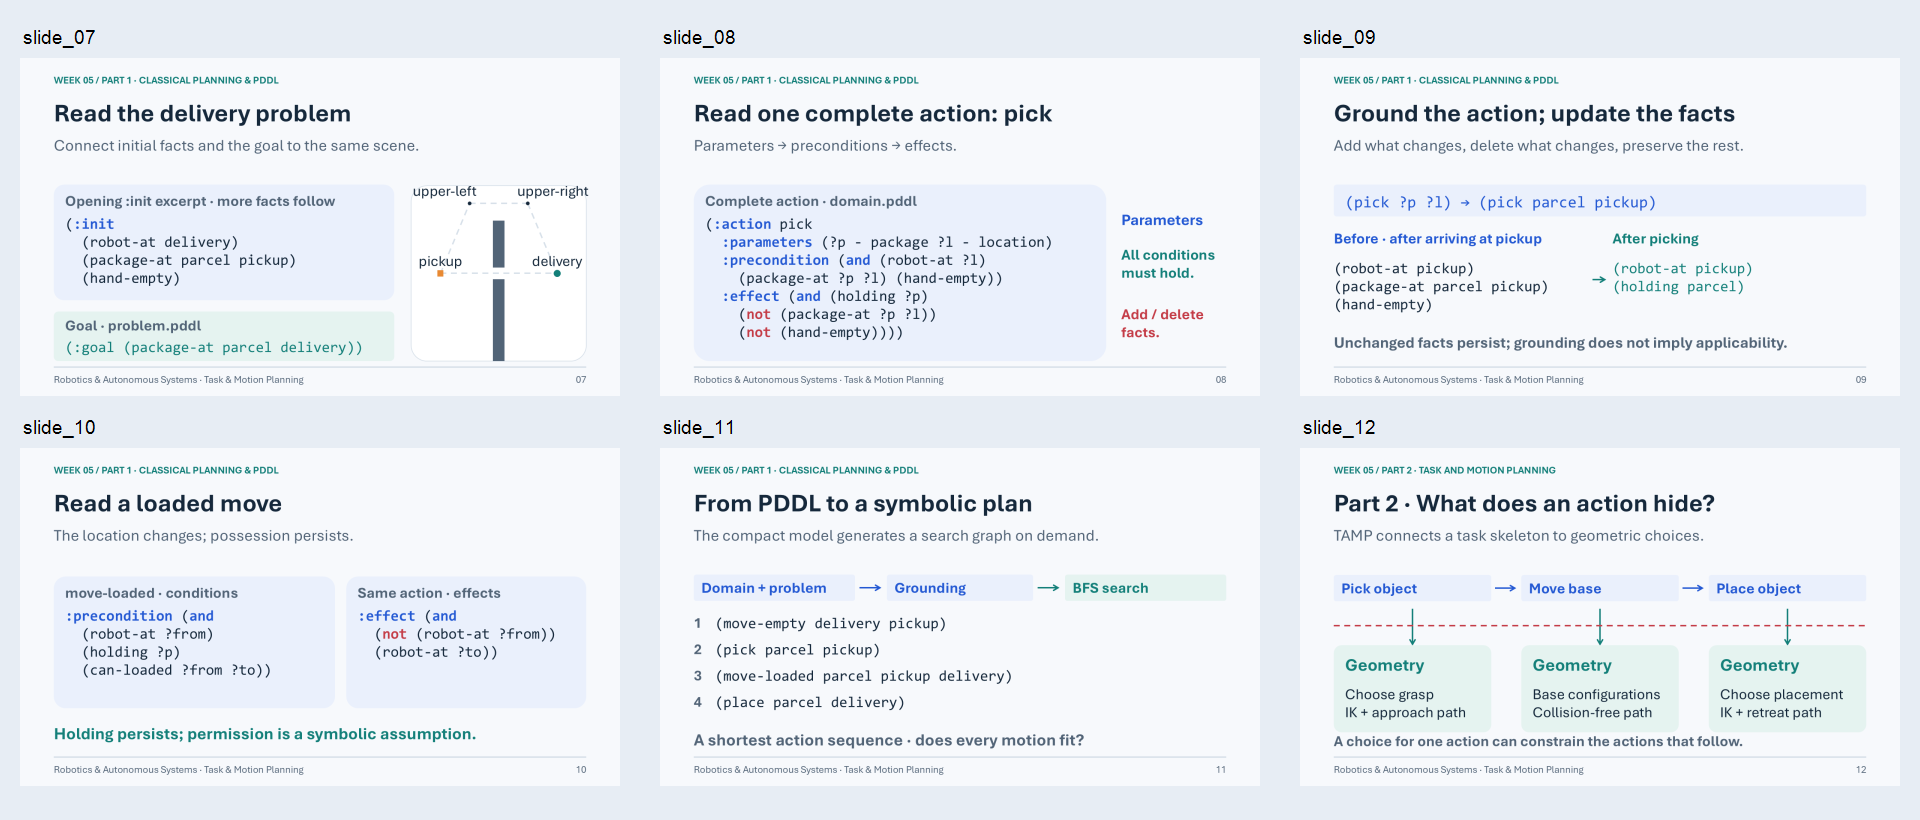 slide_07
WEEK 05 / PART 1 · CLASSICAL PLANNING & PDDL
Read the delivery problem
Connect initial facts and the goal to the same scene.
Opening :init excerpt · more facts follow
(:init
(robot-at delivery)
(package-at parcel pickup)
(hand-empty)
Goal · problem.pddl
(:goal (package-at parcel delivery))
upper-left
upper-right
pickup
delivery
Robotics & Autonomous Systems · Task & Motion Planning
07
slide_08
WEEK 05 / PART 1 · CLASSICAL PLANNING & PDDL
Read one complete action: pick
Parameters → preconditions → effects.
Complete action · domain.pddl
(:action pick
:parameters (?p - package ?l - location)
:precondition (and (robot-at ?l)
(package-at ?p ?l) (hand-empty))
:effect (and (holding ?p)
(not (package-at ?p ?l))
(not (hand-empty))))
Parameters
All conditions
must hold.
Add / delete
facts.
Robotics & Autonomous Systems · Task & Motion Planning
08
slide_09
WEEK 05 / PART 1 · CLASSICAL PLANNING & PDDL
Ground the action; update the facts
Add what changes, delete what changes, preserve the rest.
(pick ?p ?l) → (pick parcel pickup)
Before · after arriving at pickup
(robot-at pickup)
(package-at parcel pickup)
(hand-empty)
→
After picking
(robot-at pickup)
(holding parcel)
Unchanged facts persist; grounding does not imply applicability.
Robotics & Autonomous Systems · Task & Motion Planning
09
slide_10
WEEK 05 / PART 1 · CLASSICAL PLANNING & PDDL
Read a loaded move
The location changes; possession persists.
move-loaded · conditions
:precondition (and
(robot-at ?from)
(holding ?p)
(can-loaded ?from ?to))
Same action · effects
:effect (and
(not (robot-at ?from))
(robot-at ?to))
Holding persists; permission is a symbolic assumption.
Robotics & Autonomous Systems · Task & Motion Planning
10
slide_11
WEEK 05 / PART 1 · CLASSICAL PLANNING & PDDL
From PDDL to a symbolic plan
The compact model generates a search graph on demand.
Domain + problem → Grounding → BFS search
1 (move-empty delivery pickup)
2 (pick parcel pickup)
3 (move-loaded parcel pickup delivery)
4 (place parcel delivery)
A shortest action sequence · does every motion fit?
Robotics & Autonomous Systems · Task & Motion Planning
11
slide_12
WEEK 05 / PART 2 · TASK AND MOTION PLANNING
Part 2 · What does an action hide?
TAMP connects a task skeleton to geometric choices.
Pick object → Move base → Place object
Geometry
Choose grasp
IK + approach path
Geometry
Base configurations
Collision-free path
Geometry
Choose placement
IK + retreat path
A choice for one action can constrain the actions that follow.
Robotics & Autonomous Systems · Task & Motion Planning
12